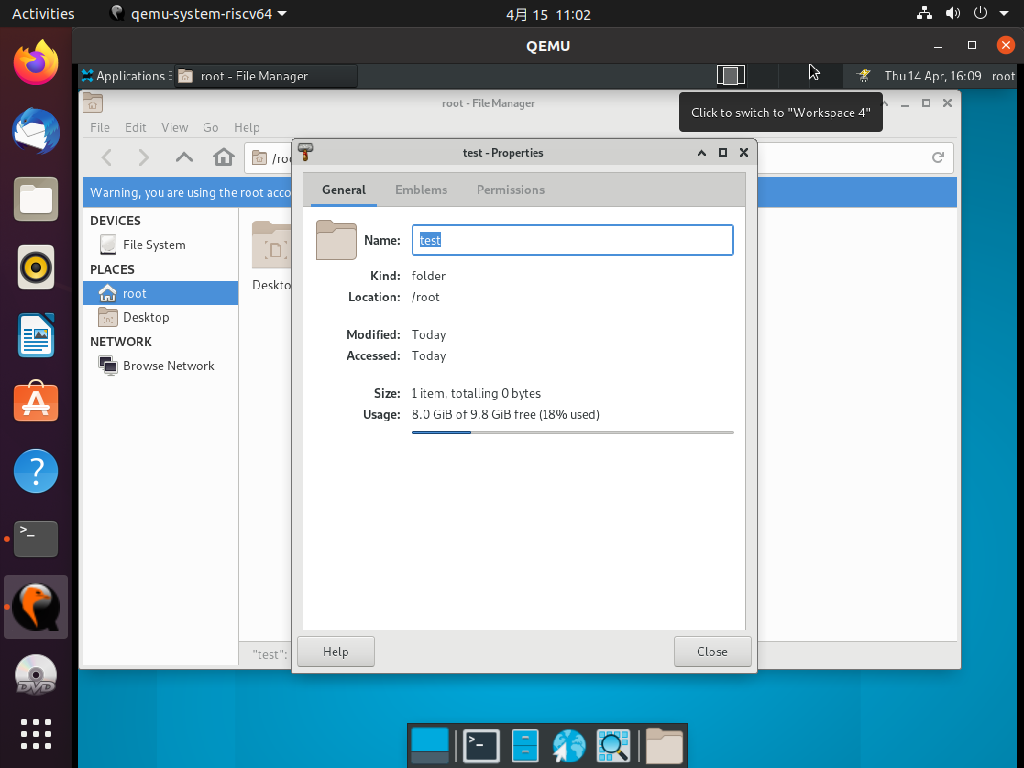 Activities
qemu-system-riscv64
4月 15 11:02
QEMU
Applications
root - File Manager
Thu 14 Apr, 16:09
root
root - File Manager
Click to switch to "Workspace 4"
File Edit View Go Help
/roo
test - Properties
Warning, you are using the root acco
General Emblems Permissions
DEVICES
File System
PLACES
root
Desktop
NETWORK
Browse Network
Deskto
Name: test
Kind: folder
Location: /root
Modified: Today
Accessed: Today
Size: 1 item, totalling 0 bytes
Usage: 8.0 GiB of 9.8 GiB free (18% used)
Help
Close
"test":
>_
?
DVD
>_